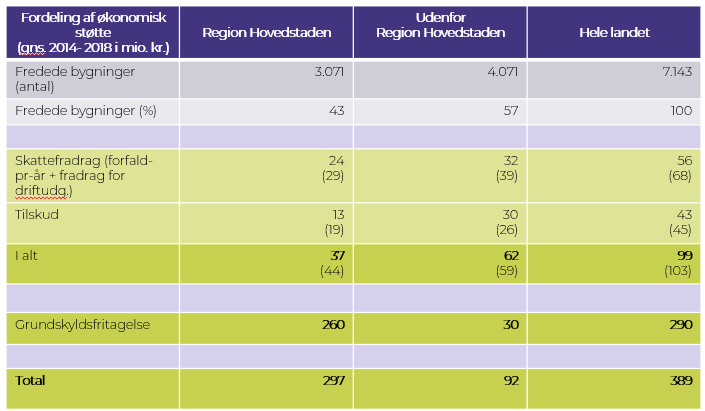 Fordeling af økonomisk støtte (gns. 2014-2018 i mio. kr.) Region Hovedstaden Udenfor Region Hovedstaden Hele landet
Fredede bygninger (antal) 3.071 4.071 7.143
Fredede bygninger (%) 43 57 100
Skattefradrag (forfald-pr-år + fradrag for driftudg.) 24 (29) 32 (39) 56 (68)
Tilskud 13 (19) 30 (26) 43 (45)
I alt 37 (44) 62 (59) 99 (103)
Grundskyldsfritagelse 260 30 290
Total 297 92 389